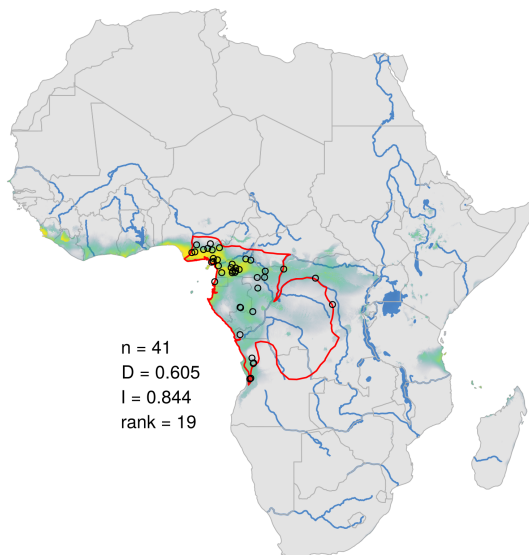 n = 41
D = 0.605
I = 0.844
rank = 19